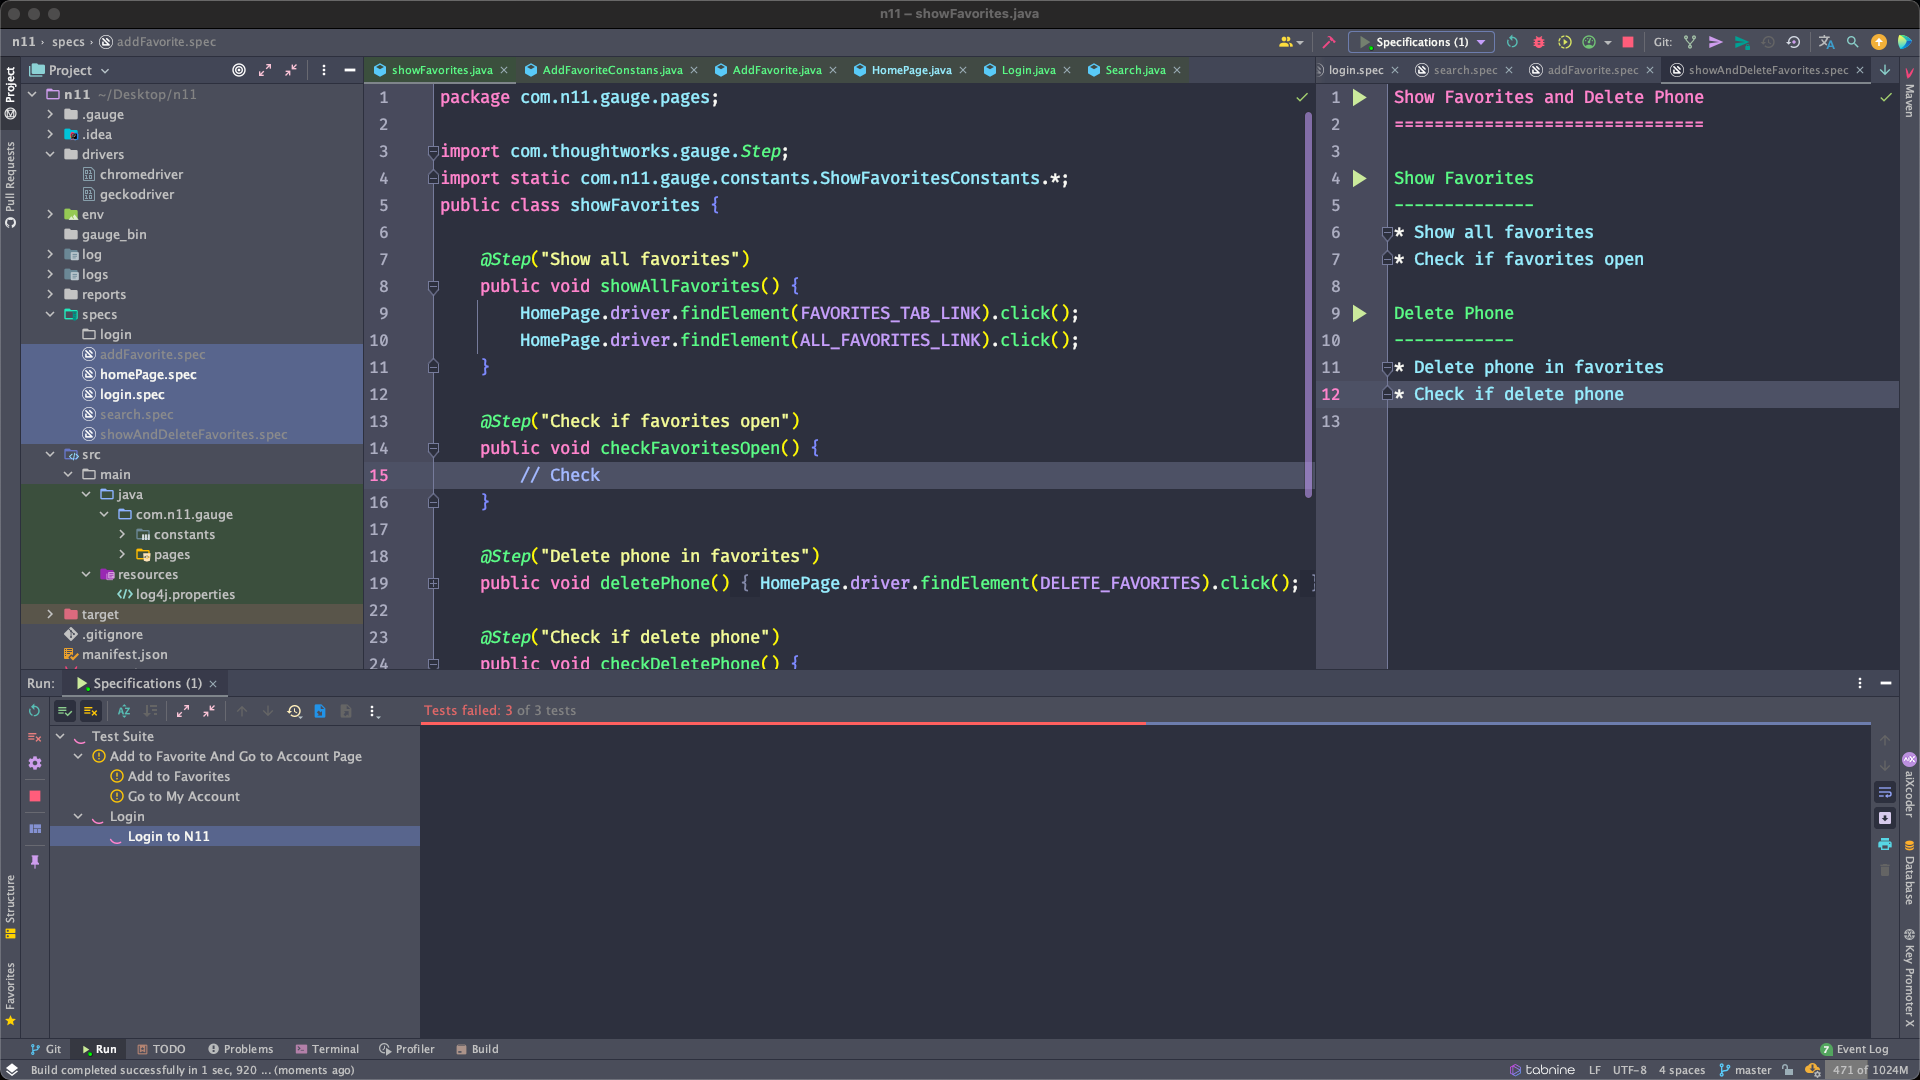 n11 – showFavorites.java
n11 › specs › addFavorite.spec
Specifications (1)
Git:
Project
n11 ~/Desktop/n11
.gauge
.idea
drivers
chromedriver
geckodriver
env
gauge_bin
log
logs
reports
specs
login
addFavorite.spec
homePage.spec
login.spec
search.spec
showAndDeleteFavorites.spec
src
main
java
com.n11.gauge
constants
pages
resources
log4j.properties
target
.gitignore
manifest.json
Project
Pull Requests
Structure
Favorites
showFavorites.java
AddFavoriteConstans.java
AddFavorite.java
HomePage.java
Login.java
Search.java
1 package com.n11.gauge.pages;
2
3 import com.thoughtworks.gauge.Step;
4 import static com.n11.gauge.constants.ShowFavoritesConstants.*;
5 public class showFavorites {
6
7 @Step("Show all favorites")
8 public void showAllFavorites() {
9 HomePage.driver.findElement(FAVORITES_TAB_LINK).click();
10 HomePage.driver.findElement(ALL_FAVORITES_LINK).click();
11 }
12
13 @Step("Check if favorites open")
14 public void checkFavoritesOpen() {
15 // Check
16 }
17
18 @Step("Delete phone in favorites")
19 public void deletePhone() { HomePage.driver.findElement(DELETE_FAVORITES).click(); }
22
23 @Step("Check if delete phone")
24 public void checkDeletePhone() {
login.spec
search.spec
addFavorite.spec
showAndDeleteFavorites.spec
1 Show Favorites and Delete Phone
2 ===============================
3
4 Show Favorites
5 --------------
6 * Show all favorites
7 * Check if favorites open
8
9 Delete Phone
10 ------------
11 * Delete phone in favorites
12 * Check if delete phone
13
Maven
aiXcoder
Database
Key Promoter X
Run: Specifications (1)
Tests failed: 3 of 3 tests
Test Suite
Add to Favorite And Go to Account Page
Add to Favorites
Go to My Account
Login
Login to N11
Git
Run
TODO
Problems
Terminal
Profiler
Build
7 Event Log
Build completed successfully in 1 sec, 920 ... (moments ago)
tabnine
LF
UTF-8
4 spaces
master
471 of 1024M